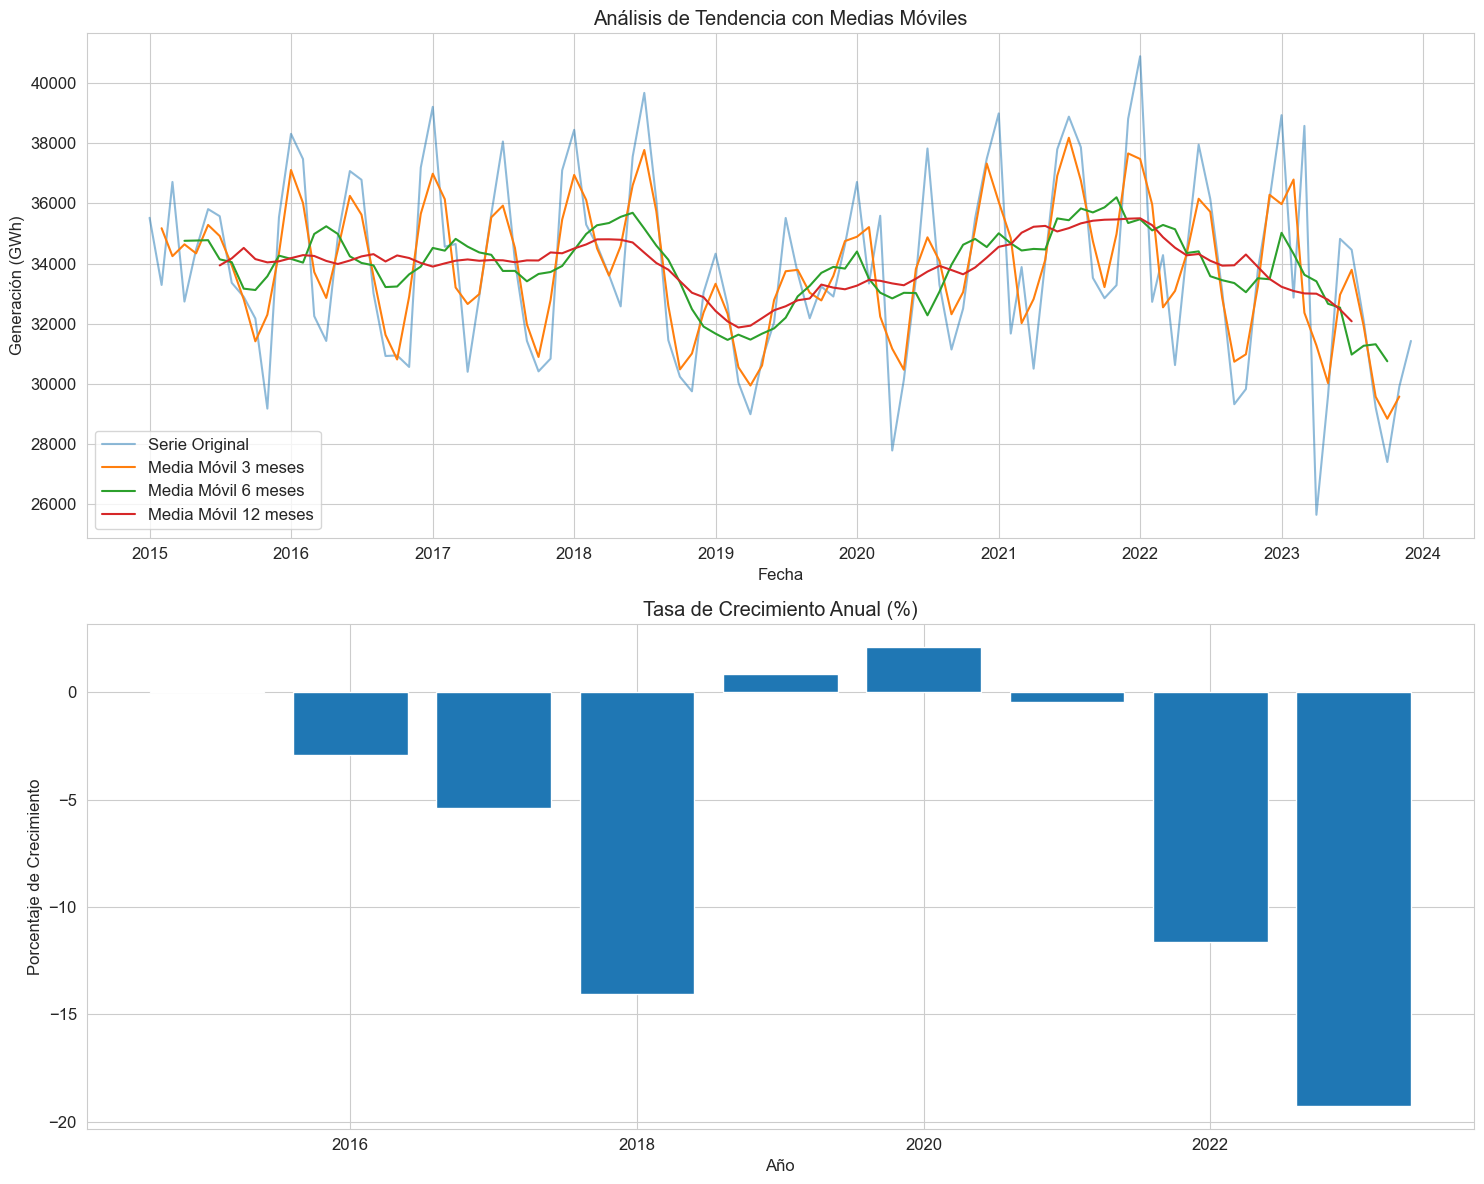 Análisis de Tendencia con Medias Móviles
Generación (GWh)
40000
38000
36000
34000
32000
30000
28000
26000
Serie Original
Media Móvil 3 meses
Media Móvil 6 meses
Media Móvil 12 meses
2015 2016 2017 2018 2019 2020 2021 2022 2023 2024
Fecha
Tasa de Crecimiento Anual (%)
Porcentaje de Crecimiento
0
−5
−10
−15
−20
2016 2018 2020 2022
Año